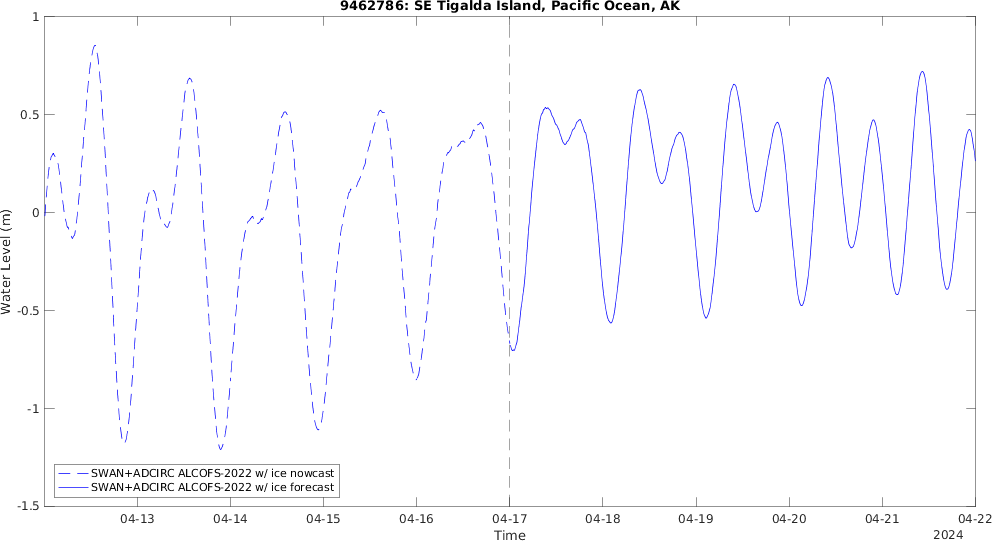 9462786: SE Tigalda Island, Pacific Ocean, AK
1
0.5
0
-0.5
-1
-1.5
Water Level (m)
SWAN+ADCIRC ALCOFS-2022 w/ ice nowcast
SWAN+ADCIRC ALCOFS-2022 w/ ice forecast
04-13 04-14 04-15 04-16 04-17 04-18 04-19 04-20 04-21 04-22
Time
2024